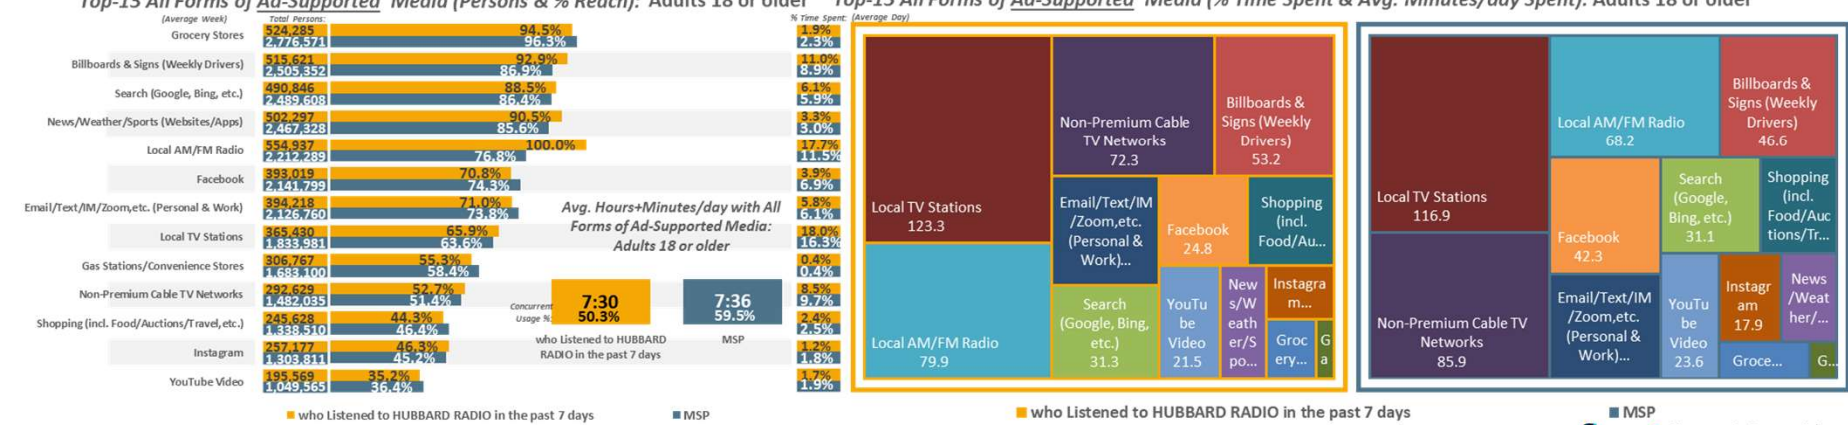 Top-15 All Forms of Ad-Supported Media (Persons & % Reach): Adults 18 or older
Top-15 All Forms of Ad-Supported Media (% Time Spent & Avg. Minutes/day Spent): Adults 18 or older
(Average Week) Total Persons: % Time Spent: (Average Day)
Grocery Stores 524,285 94.5% 1.9%
2,776,571 96.3% 2.3%
Billboards & Signs (Weekly Drivers) 515,621 92.9% 11.0%
2,505,352 86.9% 8.9%
Search (Google, Bing, etc.) 490,846 88.5% 6.1%
2,489,608 86.4% 5.9%
News/Weather/Sports (Websites/Apps) 502,297 90.5% 3.3%
2,467,328 85.6% 3.0%
Local AM/FM Radio 554,937 100.0% 17.7%
2,212,289 76.8% 11.5%
Facebook 393,019 70.8% 3.9%
2,141,799 74.3% 6.9%
Email/Text/IM/Zoom,etc. (Personal & Work) 394,218 71.0% 5.8%
2,126,760 73.8% 6.1%
Local TV Stations 365,430 65.9% 18.0%
1,833,981 63.6% 16.3%
Gas Stations/Convenience Stores 306,767 55.3% 0.4%
1,683,100 58.4% 0.4%
Non-Premium Cable TV Networks 292,629 52.7% 8.5%
1,482,035 51.4% 9.7%
Shopping (incl. Food/Auctions/Travel,etc.) 245,628 44.3% 2.4%
1,338,510 46.4% 2.5%
Instagram 257,177 46.3% 1.2%
1,303,811 45.2% 1.8%
YouTube Video 195,569 35.2% 1.7%
1,049,565 36.4% 1.9%
Avg. Hours+Minutes/day with All
Forms of Ad-Supported Media:
Adults 18 or older
Concurrent
Usage %:
7:30
50.3%
7:36
59.5%
who Listened to HUBBARD
RADIO in the past 7 days
MSP
who Listened to HUBBARD RADIO in the past 7 days
MSP
Local TV Stations
123.3
Local AM/FM Radio
79.9
Non-Premium Cable
TV Networks
72.3
Billboards &
Signs (Weekly
Drivers)
53.2
Email/Text/IM
/Zoom,etc.
(Personal &
Work)...
Facebook
24.8
Shopping
(incl.
Food/Au...
Search
(Google, Bing,
etc.)
31.3
YouTu
be
Video
21.5
New
s/W
eath
er/S
po...
Instagra
m...
Groc
ery...
G
a
who Listened to HUBBARD RADIO in the past 7 days
Local TV Stations
116.9
Non-Premium Cable TV
Networks
85.9
Local AM/FM Radio
68.2
Billboards &
Signs (Weekly
Drivers)
46.6
Facebook
42.3
Search
(Google,
Bing, etc.)
31.1
Shopping
(incl.
Food/Auc
tions/Tr...
Email/Text/IM
/Zoom,etc.
(Personal &
Work)...
YouTu
be
Video
23.6
Instagr
am
17.9
News
/Weat
her/...
Groce...
G...
MSP